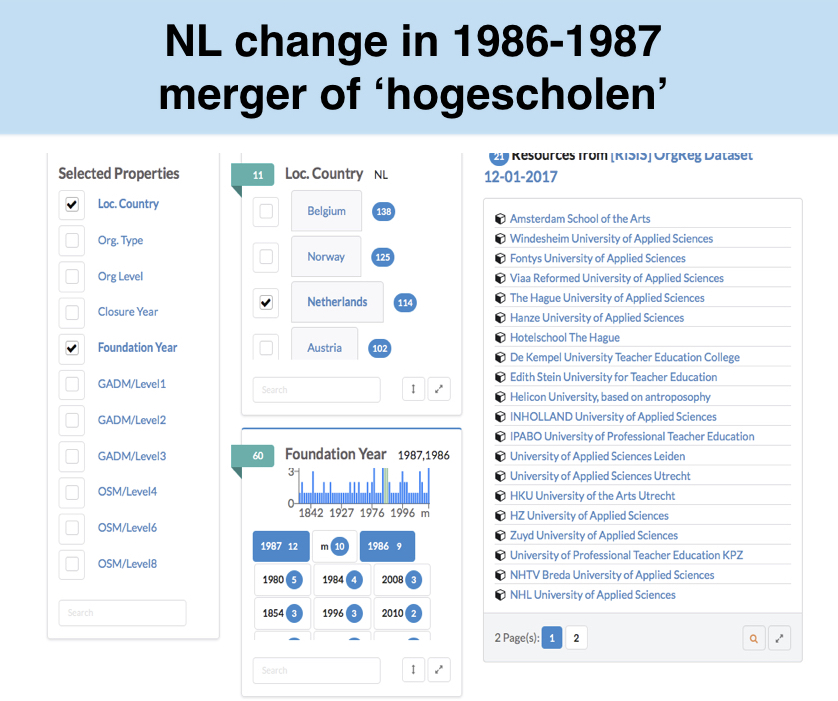 NL change in 1986-1987
merger of ‘hogescholen’
Selected Properties
Loc. Country
Org. Type
Org Level
Closure Year
Foundation Year
GADM/Level1
GADM/Level2
GADM/Level3
OSM/Level4
OSM/Level6
OSM/Level8
Search
11 Loc. Country NL
Belgium 138
Norway 125
Netherlands 114
Austria 102
Search
60 Foundation Year 1987,1986
3
0
1842 1927 1976 1996 m
1987 12 m 10 1986 9
1980 5 1984 4 2008 3
1854 3 1996 3 2010 2
Search
21 Resources from [RISIS] OrgReg Dataset
12-01-2017
Amsterdam School of the Arts
Windesheim University of Applied Sciences
Fontys University of Applied Sciences
Viaa Reformed University of Applied Sciences
The Hague University of Applied Sciences
Hanze University of Applied Sciences
Hotelschool The Hague
De Kempel University Teacher Education College
Edith Stein University for Teacher Education
Helicon University, based on antroposophy
INHOLLAND University of Applied Sciences
IPABO University of Professional Teacher Education
University of Applied Sciences Leiden
University of Applied Sciences Utrecht
HKU University of the Arts Utrecht
HZ University of Applied Sciences
Zuyd University of Applied Sciences
University of Professional Teacher Education KPZ
NHTV Breda University of Applied Sciences
NHL University of Applied Sciences
2 Page(s): 1 2